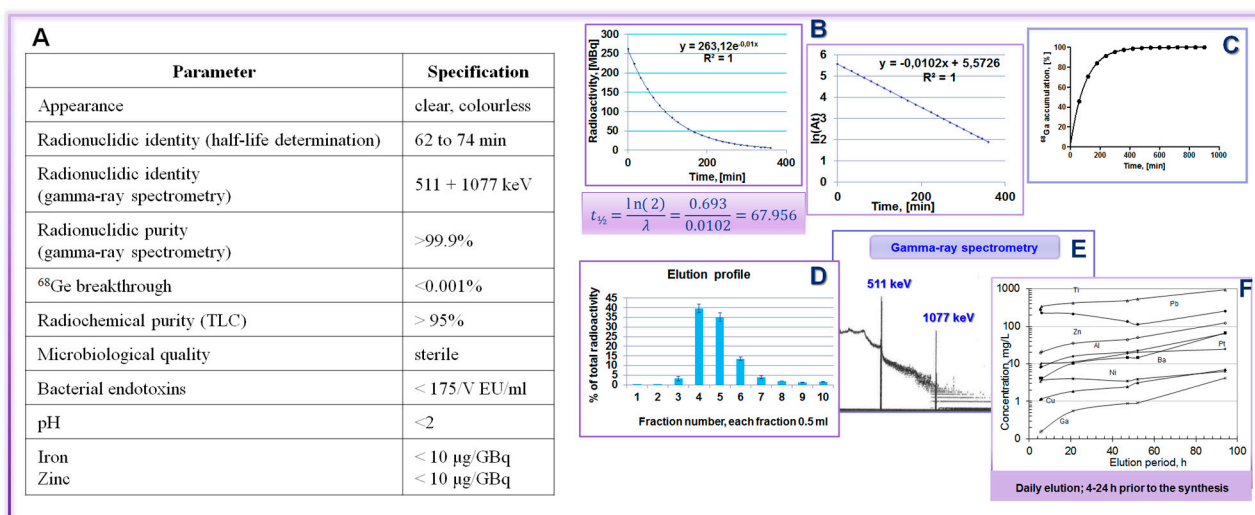 A
Parameter Specification
Appearance clear, colourless
Radionuclidic identity (half-life determination) 62 to 74 min
Radionuclidic identity
(gamma-ray spectrometry) 511 + 1077 keV
Radionuclidic purity
(gamma-ray spectrometry) >99.9%
⁶⁸Ge breakthrough <0.001%
Radiochemical purity (TLC) > 95%
Microbiological quality sterile
Bacterial endotoxins < 175/V EU/ml
pH <2
Iron < 10 µg/GBq
Zinc < 10 µg/GBq
B
Radioactivity, [MBq]
300
250
200
150
100
50
0
y = 263,12e^-0,01x
R² = 1
0 200 400
Time, [min]
ln(At)
6
5
4
3
2
1
0
y = -0,0102x + 5,5726
R² = 1
0 200 400
Time, [min]
t½ = ln(2)/λ = 0.693/0.0102 = 67.956
C
⁶⁸Ga accumulation, [%]
100
80
60
40
20
0
0 200 400 600 800 1000
Time, [min]
D
Elution profile
% of total radioactivity
45
40
35
30
25
20
15
10
5
0
1 2 3 4 5 6 7 8 9 10
Fraction number, each fraction 0.5 ml
E
Gamma-ray spectrometry
511 keV
1077 keV
F
Concentration, mg/L
1000
100
10
1
0
Ti
Pb
Zn
Al
Pt
Ba
Ni
Cu
Ga
0 20 40 60 80 100
Elution period, h
Daily elution; 4-24 h prior to the synthesis